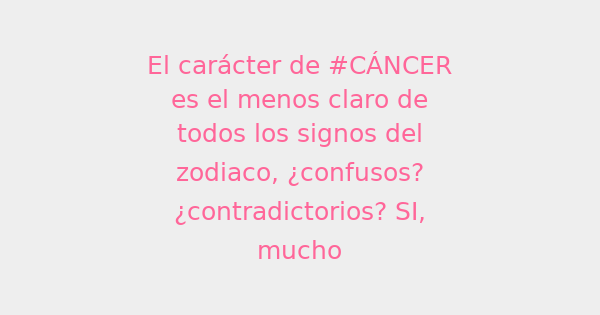 El carácter de #CÁNCER
es el menos claro de
todos los signos del
zodiaco, ¿confusos?
¿contradictorios? SI,
mucho